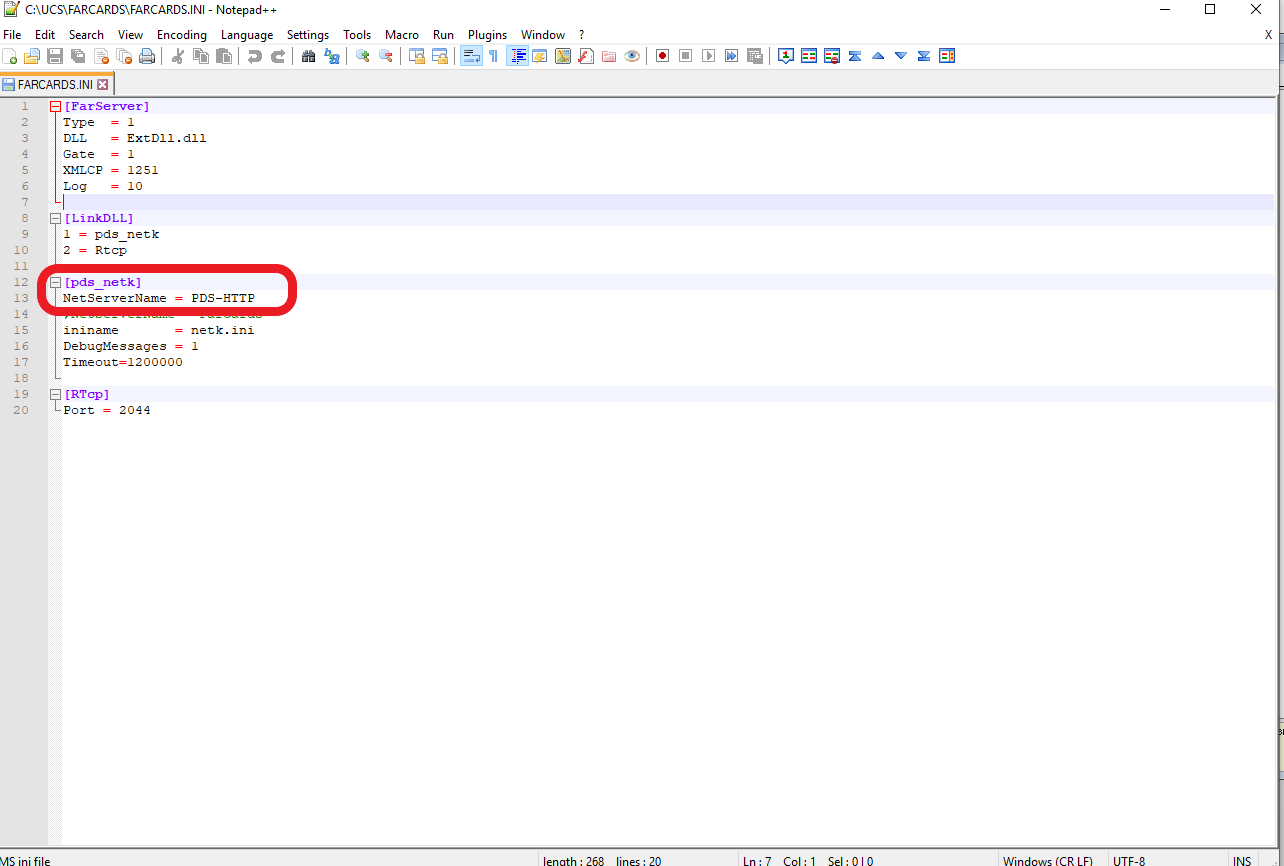 C:\UCS\FARCARDS\FARCARDS.INI - Notepad++
File Edit Search View Encoding Language Settings Tools Macro Run Plugins Window ? X
FARCARDS.INI
1 [FarServer]
2 Type = 1
3 DLL = ExtDll.dll
4 Gate = 1
5 XMLCP = 1251
6 Log = 10
7
8 [LinkDLL]
9 1 = pds_netk
10 2 = Rtcp
11
12 [pds_netk]
13 NetServerName = PDS-HTTP
14
15 ininame = netk.ini
16 DebugMessages = 1
17 Timeout=1200000
18
19 [RTcp]
20 Port = 2044
MS ini file length : 268 lines : 20 Ln : 7 Col : 1 Sel : 0 | 0 Windows (CR LF) UTF-8 INS